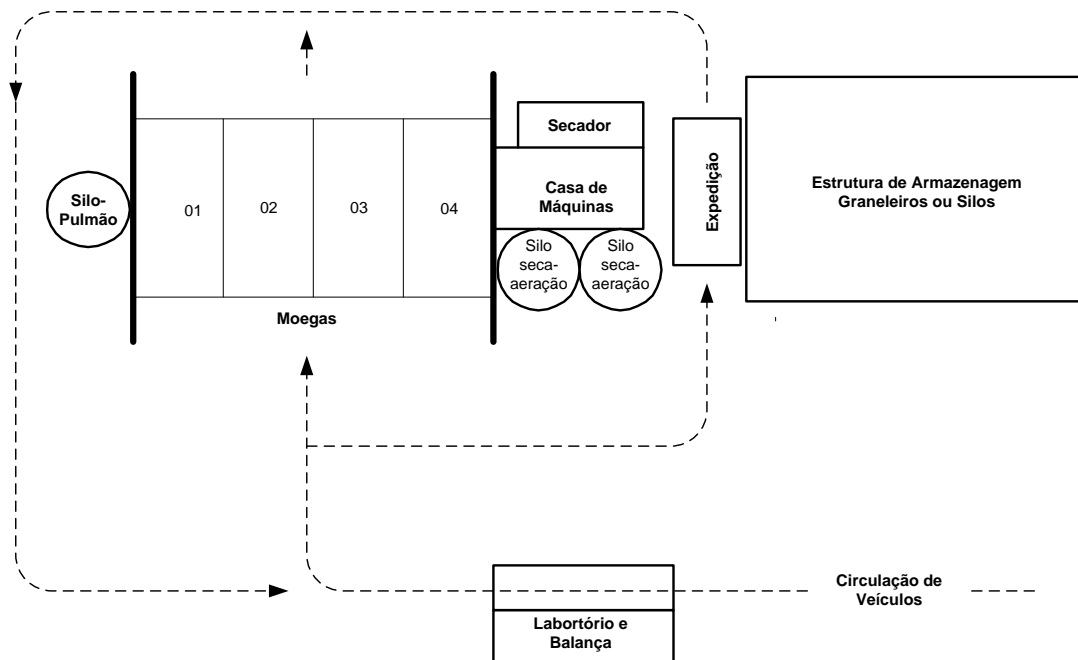 Secador
Casa de
Máquinas
Expedição
Estrutura de Armazenagem
Graneleiros ou Silos
Silo-
Pulmão
01
02
03
04
Silo
seca-
aeração
Silo
seca-
aeração
Moegas
Circulação de
Veículos
Labortório e
Balança